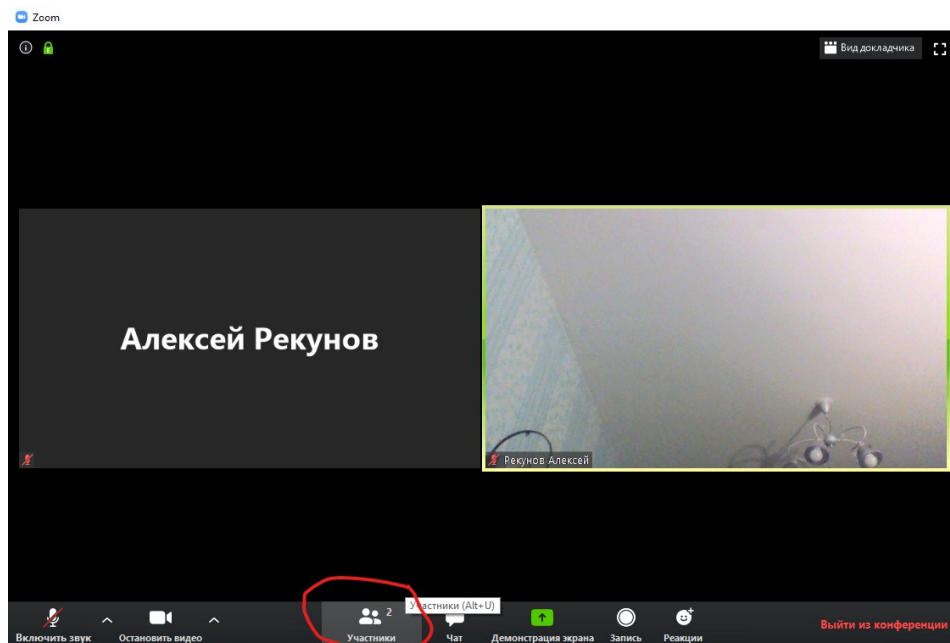 Zoom
Вид докладчика
Алексей Рекунов
Рекунов Алексей
2
Участники (Alt+U)
Включить звук
Остановить видео
Участники
Чат
Демонстрация экрана
Запись
Реакции
Выйти из конференции